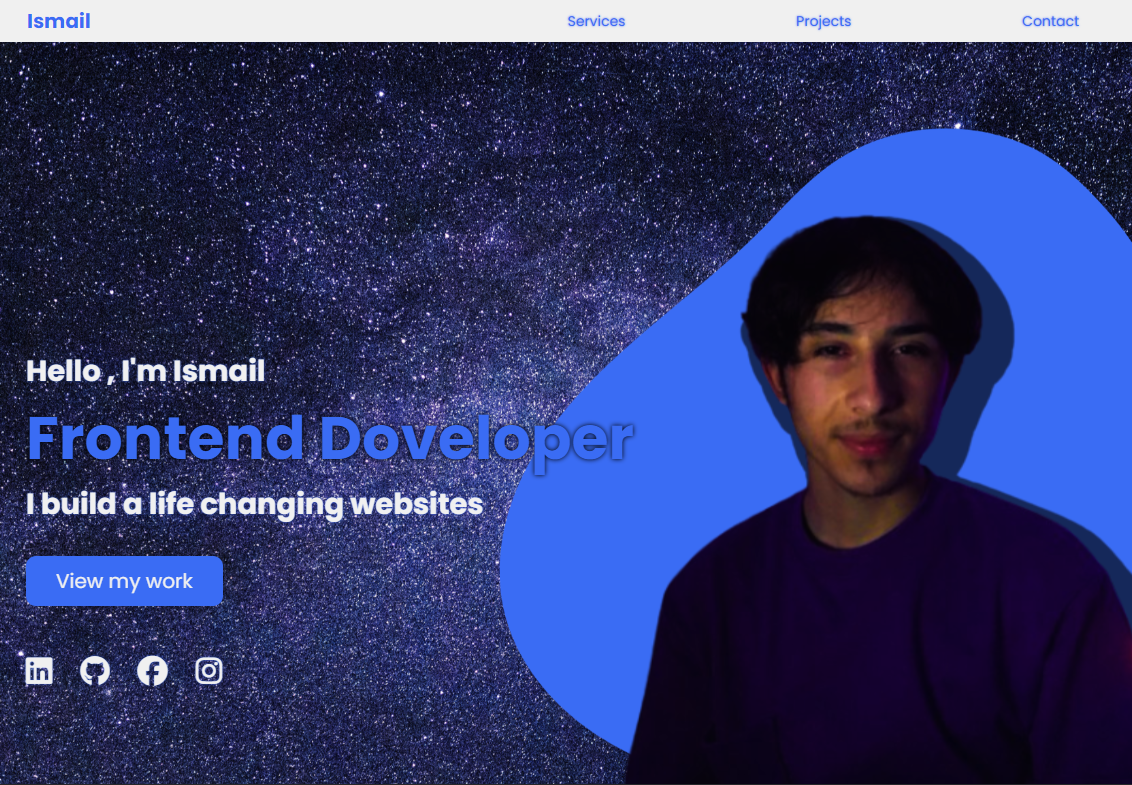 Ismail
Services
Projects
Contact
Hello , I'm Ismail
Frontend Doveloper
I build a life changing websites
View my work